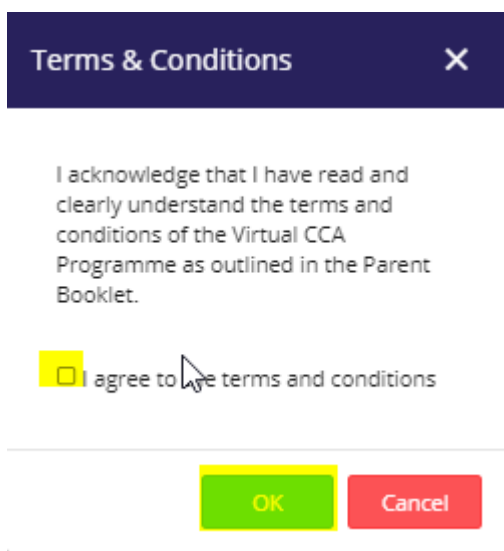 Terms & Conditions
I acknowledge that I have read and
clearly understand the terms and
conditions of the Virtual CCA
Programme as outlined in the Parent
Booklet.
I agree to the terms and conditions
OK
Cancel